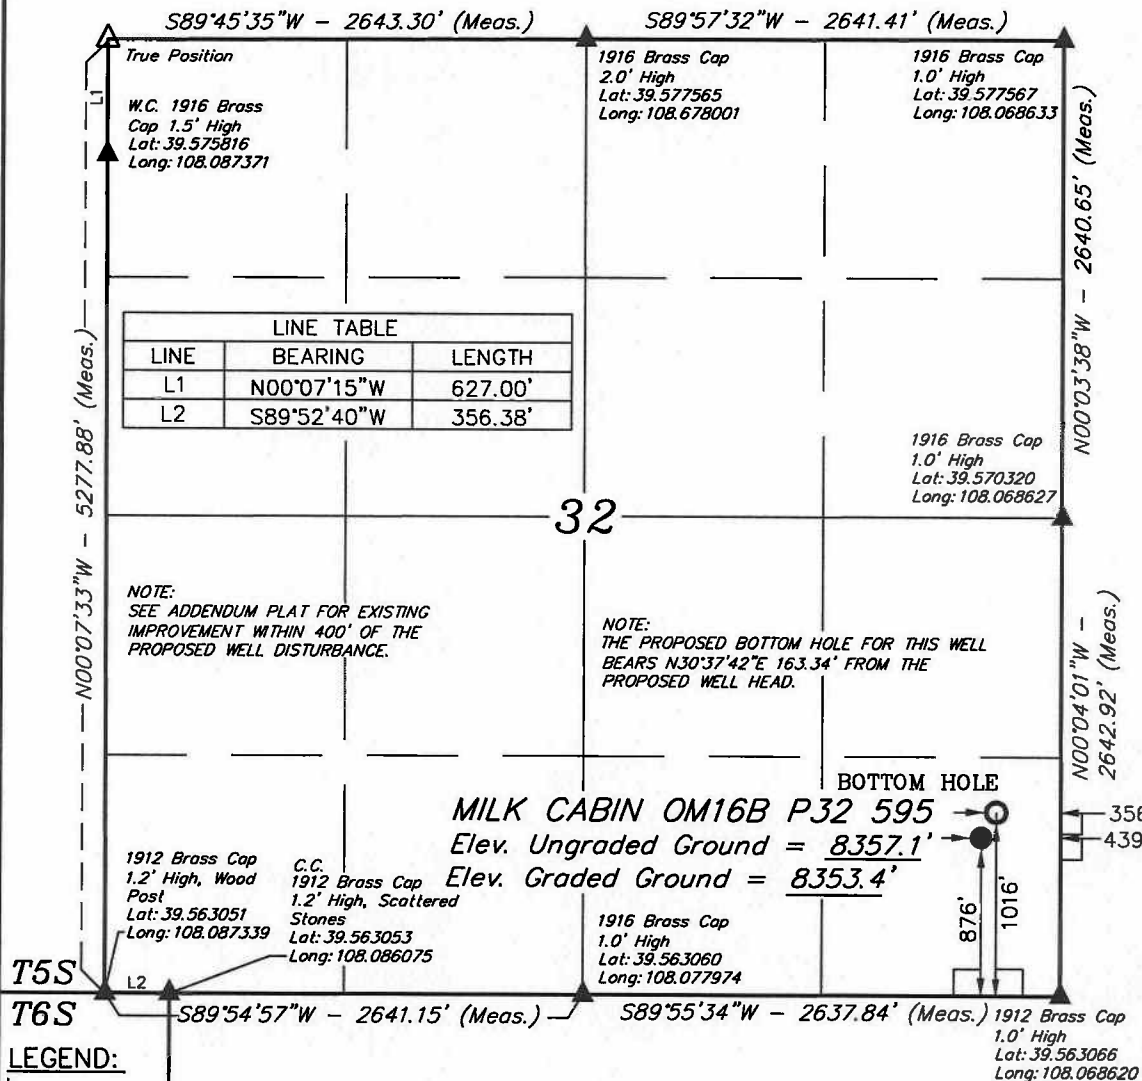 S89°45'35"W - 2643.30' (Meas.)
S89°57'32"W - 2641.41' (Meas.)
True Position
L1
W.C. 1916 Brass
Cap 1.5' High
Lat: 39.575816
Long: 108.087371
1916 Brass Cap
2.0' High
Lat: 39.577565
Long: 108.678001
1916 Brass Cap
1.0' High
Lat: 39.577567
Long: 108.068633
N00°03'38"W - 2640.65' (Meas.)
LINE TABLE
LINE BEARING LENGTH
L1 N00°07'15"W 627.00'
L2 S89°52'40"W 356.38'
N00°07'33"W - 5277.88' (Meas.)
1916 Brass Cap
1.0' High
Lat: 39.570320
Long: 108.068627
32
NOTE:
SEE ADDENDUM PLAT FOR EXISTING
IMPROVEMENT WITHIN 400' OF THE
PROPOSED WELL DISTURBANCE.
NOTE:
THE PROPOSED BOTTOM HOLE FOR THIS WELL
BEARS N30°37'42"E 163.34' FROM THE
PROPOSED WELL HEAD.
N00°04'01"W -
2642.92' (Meas.)
BOTTOM HOLE
MILK CABIN OM16B P32 595
Elev. Ungraded Ground = 8357.1'
Elev. Graded Ground = 8353.4'
356
439
876'
1016'
1912 Brass Cap
1.2' High, Wood
Post
Lat: 39.563051
Long: 108.087339
C.C.
1912 Brass Cap
1.2' High, Scattered
Stones
Lat: 39.563053
Long: 108.086075
1916 Brass Cap
1.0' High
Lat: 39.563060
Long: 108.077974
T5S
L2
T6S
S89°54'57"W - 2641.15' (Meas.)
S89°55'34"W - 2637.84' (Meas.)
1912 Brass Cap
1.0' High
Lat: 39.563066
Long: 108.068620
LEGEND: